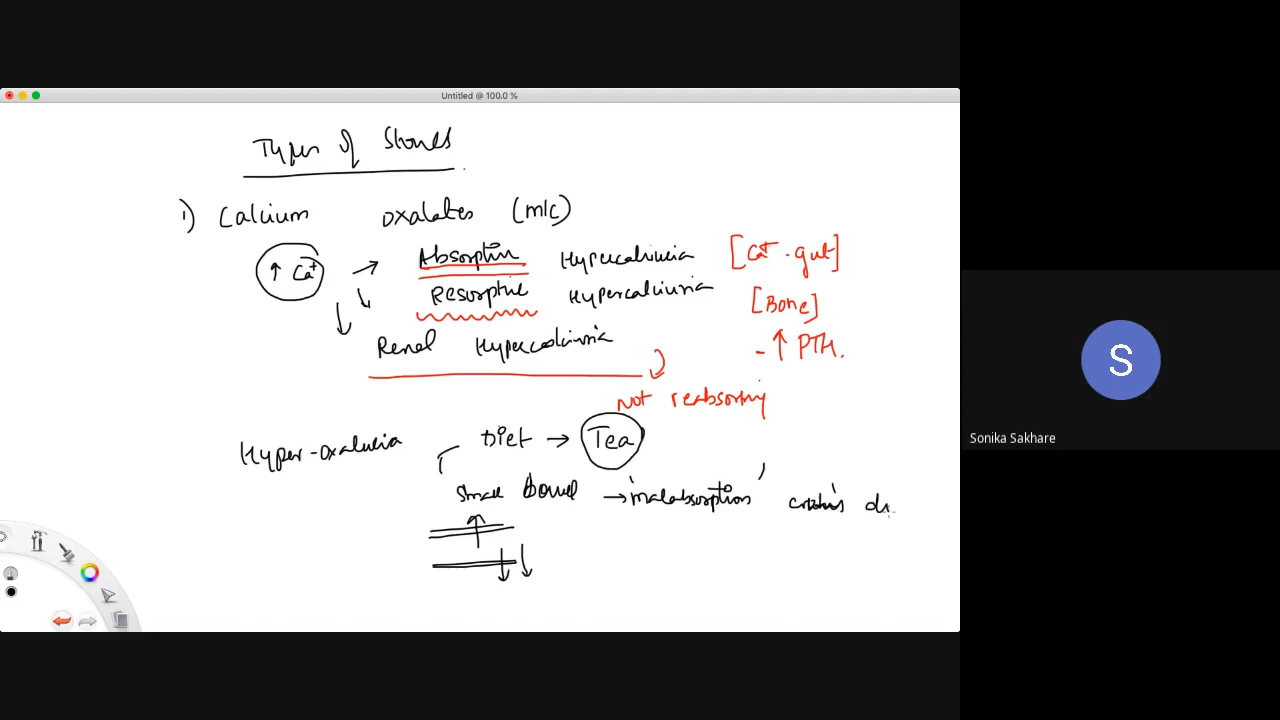 Untitled @ 100.0 %
Types of Stones
1) Calcium oxalates (m/c)
↑ Ca+ → Absorptive Hypercalciuria [Ca+ - gut]
Resorptive Hypercalciuria [Bone]
Renal Hypercalciuria - ↑ PTH.
Not reabsorbing
Hyper-oxaluria Diet → Tea
Small bowel → 'malabsorption'
Sonika Sakhare
S